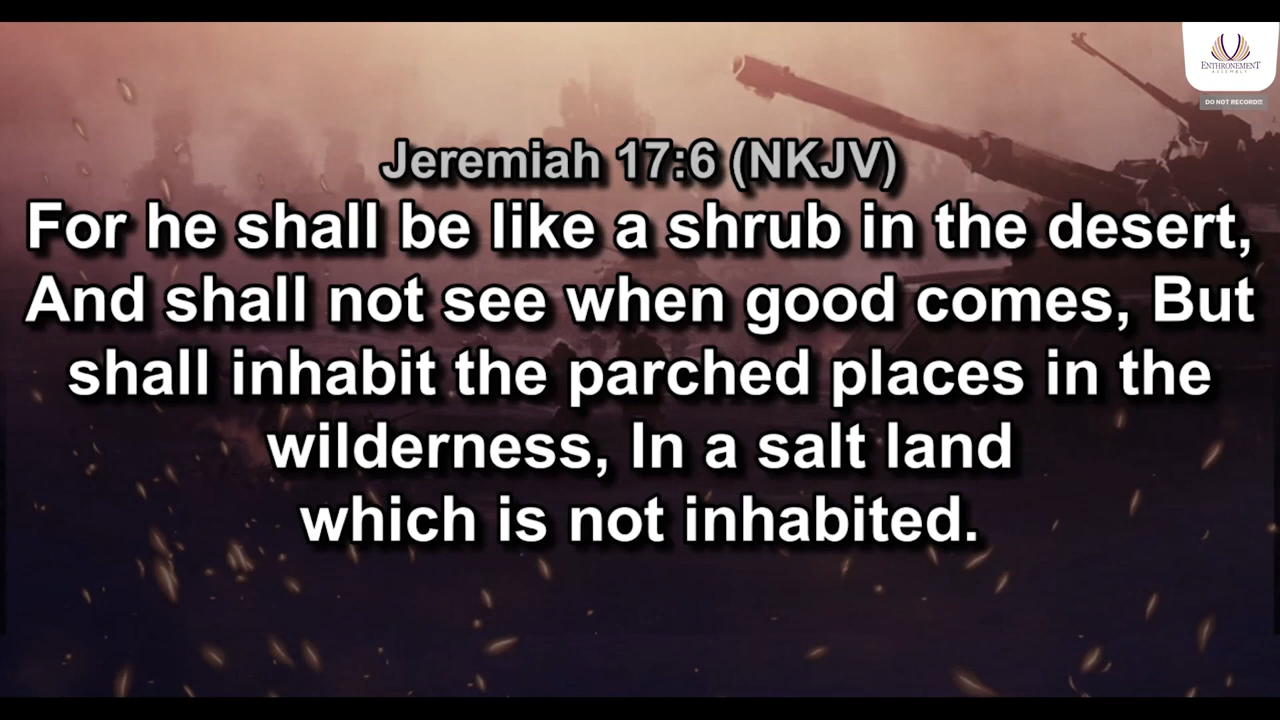 ENTHRONEMENT
ASSEMBLY
DO NOT RECORD!!!
Jeremiah 17:6 (NKJV)
For he shall be like a shrub in the desert,
And shall not see when good comes, But
shall inhabit the parched places in the
wilderness, In a salt land
which is not inhabited.